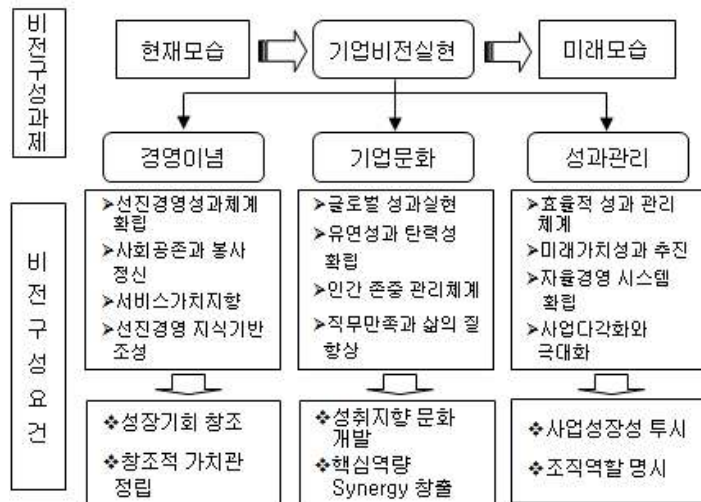 비전구성과제
현재모습
기업비전실현
미래모습
경영이념
기업문화
성과관리
비전구성요건
➢선진경영성과체계
확립
➢사회공존과 봉사
정신
➢서비스가치지향
➢선진경영 지식기반
조성
➢글로벌 성과실현
➢유연성과 탄력성
확립
➢인간 존중 관리체계
➢직무만족과 삶의 질
향상
➢효율적 성과 관리
체계
➢미래가치성과 추진
➢자율경영 시스템
확립
➢사업다각화와
극대화
❖성장기회 창조
❖창조적 가치관
정립
❖성취지향 문화
개발
❖핵심역량
Synergy 창출
❖사업성장성 투시
❖조직역할 명시